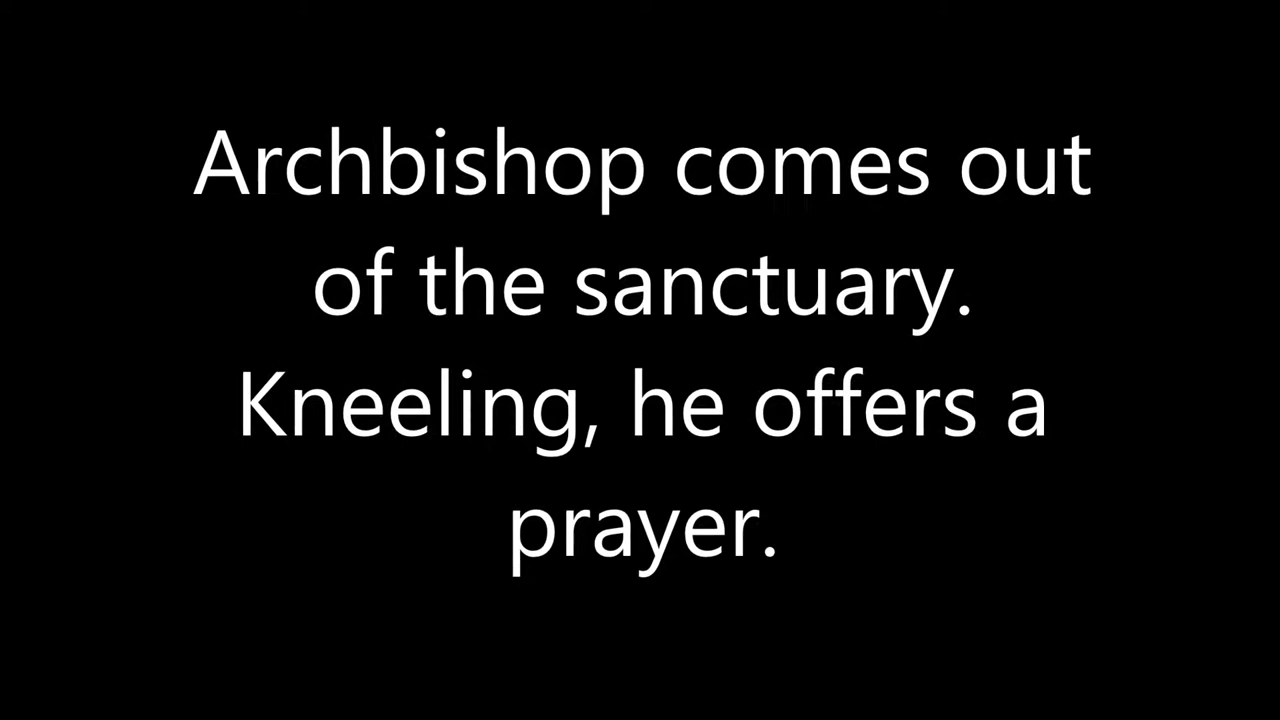 Archbishop comes out
of the sanctuary.
Kneeling, he offers a
prayer.